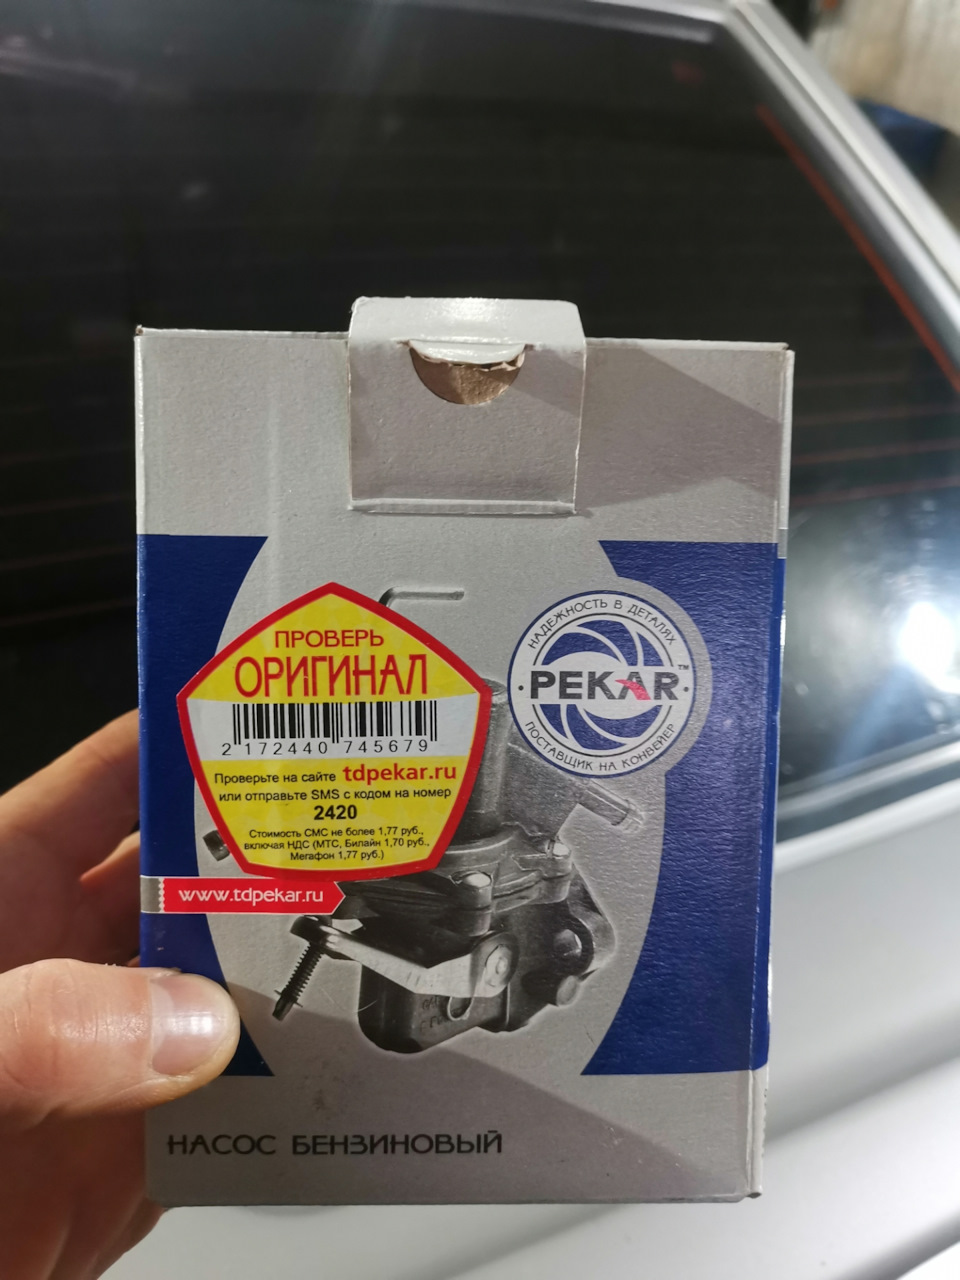 ПРОВЕРЬ
ОРИГИНАЛ
2 172440 745679
Проверьте на сайте tdpekar.ru
или отправьте SMS с кодом на номер
2420
Стоимость СМС не более 1,77 руб.,
включая НДС (МТС, Билайн 1,70 руб.,
Мегафон 1,77 руб.)
www.tdpekar.ru
НАДЕЖНОСТЬ В ДЕТАЛЯХ
PEKAR™
ПОСТАВЩИК НА КОНВЕЙЕР
НАСОС БЕНЗИНОВЫЙ